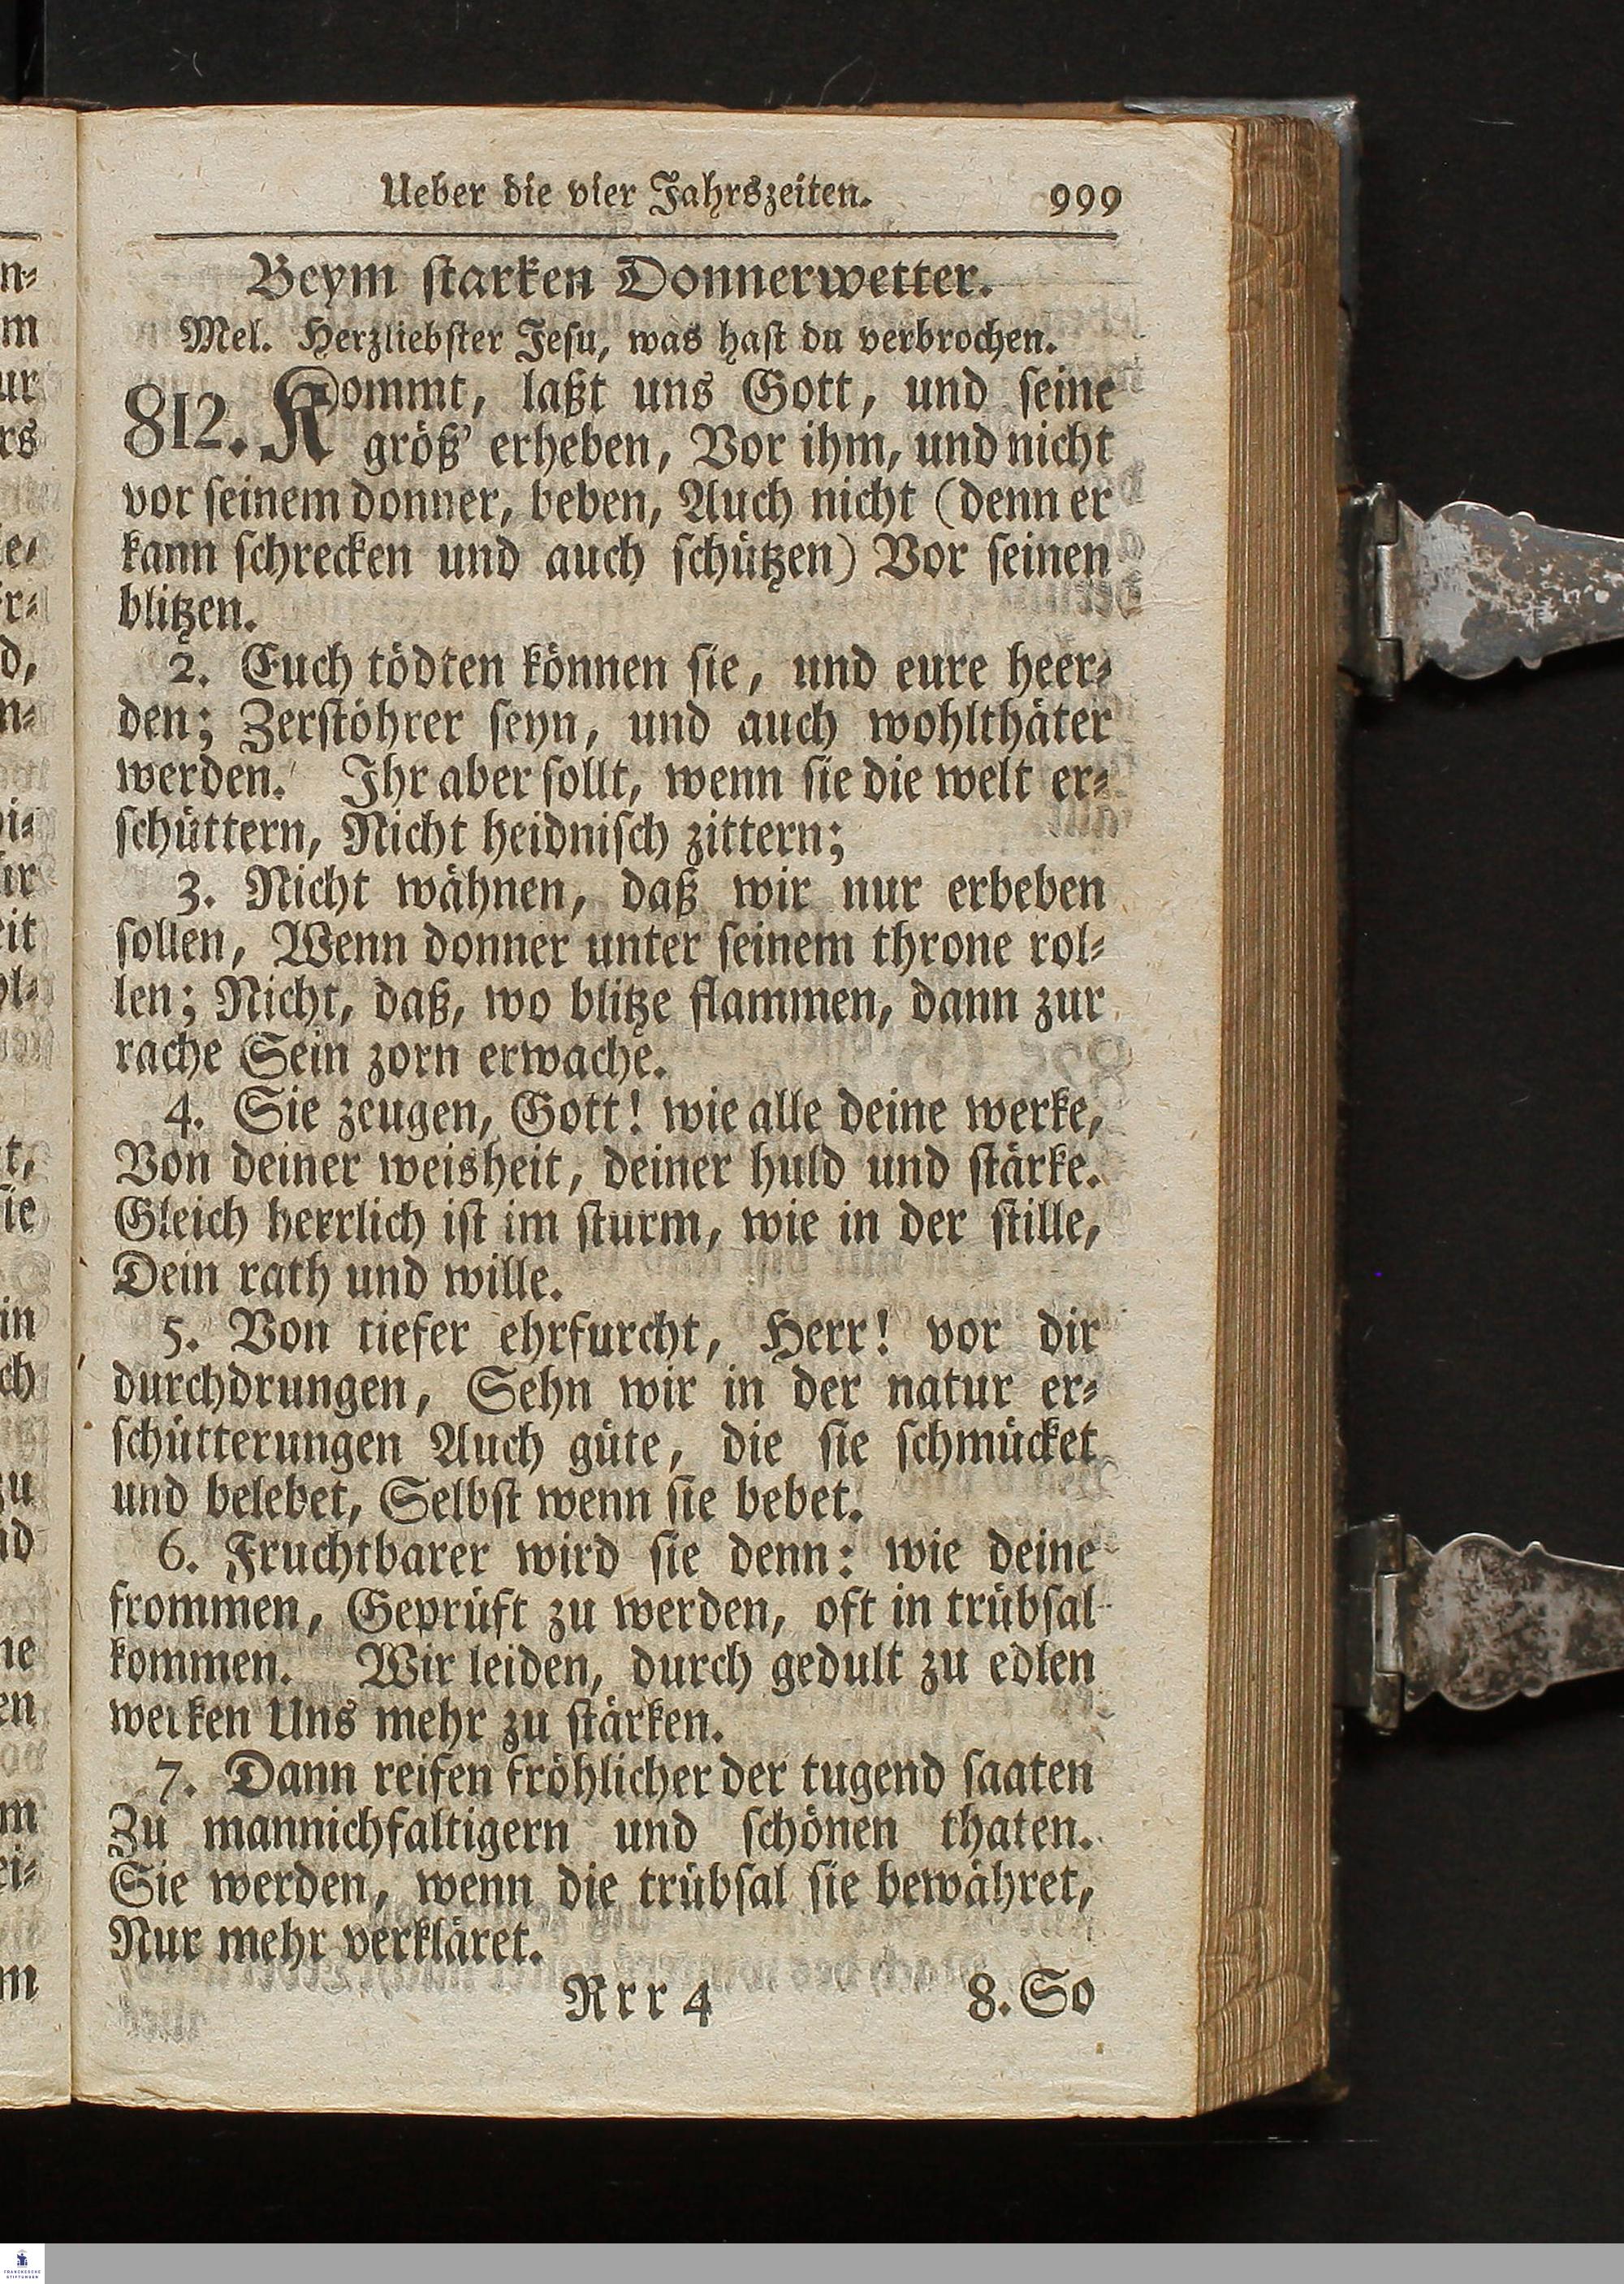 Ueber die vier Jahrszeiten. 999
Beym starken Donnerwetter.
Mel. Herzliebster Jesu, was hast du verbrochen.
812. Kommt, laßt uns Gott, und seine
größ' erheben, Vor ihm, und nicht
vor seinem donner, beben, Auch nicht (denn er
kann schrecken und auch schützen) Vor seinen
blitzen.
2. Euch tödten können sie, und eure heer-
den; Zerstöhrer seyn, und auch wohlthäter
werden. Ihr aber sollt, wenn sie die welt er-
schüttern, Nicht heidnisch zittern;
3. Nicht wähnen, daß wir nur erbeben
sollen, Wenn donner unter seinem throne rol-
len; Nicht, daß, wo blitze flammen, dann zur
rache Sein zorn erwache.
4. Sie zeugen, Gott! wie alle deine werke,
Von deiner weisheit, deiner huld und stärke.
Gleich herrlich ist im sturm, wie in der stille,
Dein rath und wille.
5. Von tiefer ehrfurcht, Herr! vor dir
durchdrungen, Sehn wir in der natur er-
schütterungen Auch güte, die sie schmücket
und belebet, Selbst wenn sie bebet.
6. Fruchtbarer wird sie denn: wie deine
frommen, Geprüft zu werden, oft in trübsal
kommen. Wir leiden, durch gedult zu edlen
werken Uns mehr zu stärken.
7. Dann reifen fröhlicher der tugend saaten
Zu mannichfaltigern und schönen thaten.
Sie werden, wenn die trübsal sie bewähret,
Nur mehr verkläret.
Rrr 4 8. So
FRANCKESCHE
STIFTUNGEN